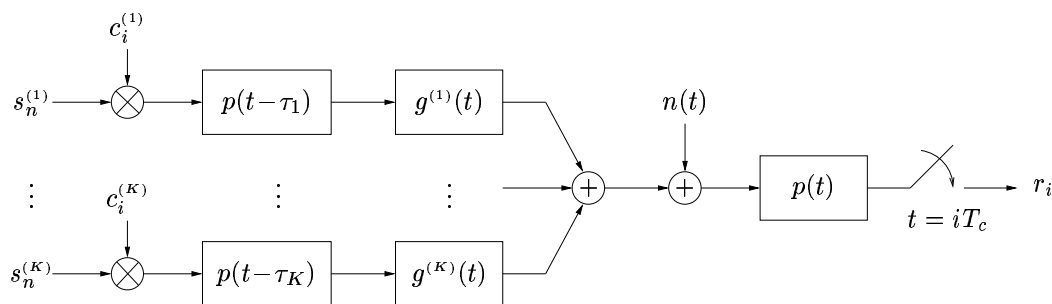 c_i^{(1)}
s_n^{(1)} p(t−τ_1) g^{(1)}(t) n(t)
⋮ c_i^{(K)} ⋮ ⋮ + + p(t) r_i
t = iT_c
s_n^{(K)} p(t−τ_K) g^{(K)}(t)